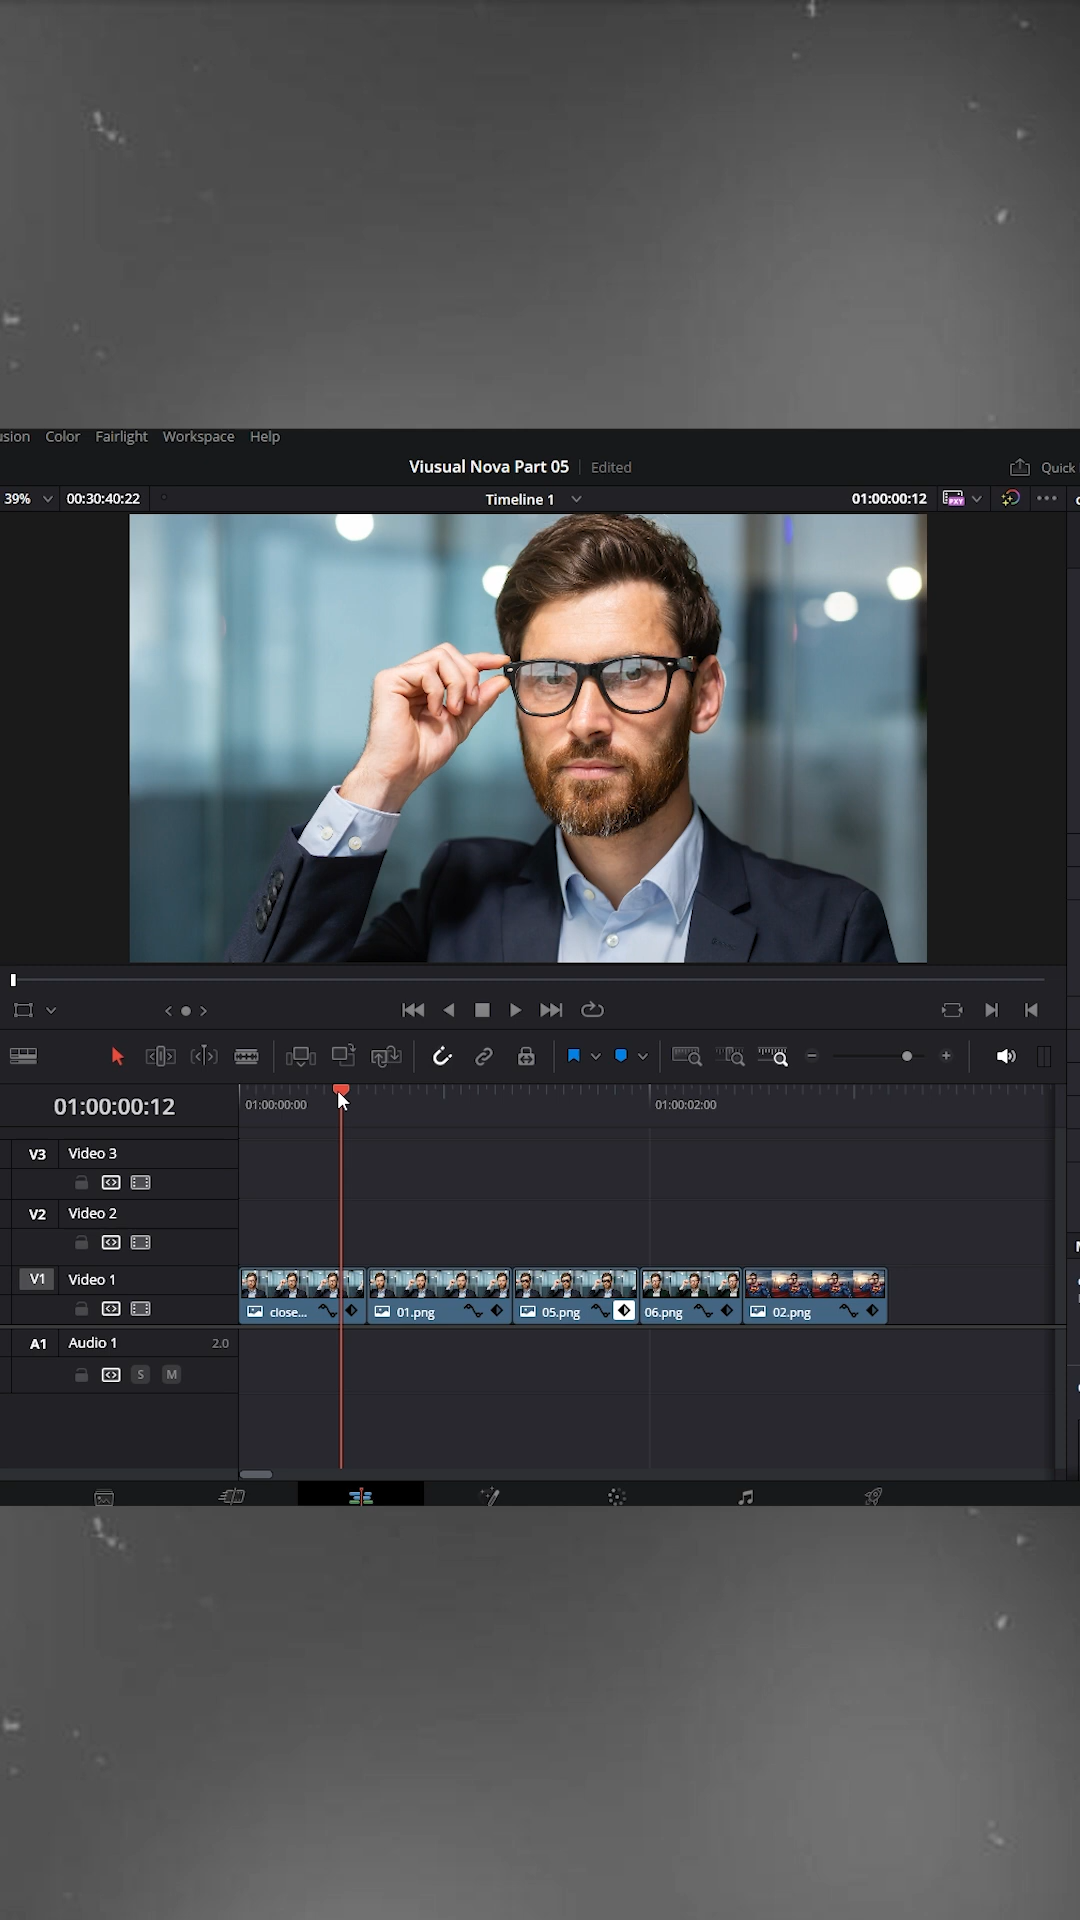 usion Color Fairlight Workspace Help
Viusual Nova Part 05 Edited
Quick
39% 00:30:40:22 Timeline 1 01:00:00:12
PXY
01:00:00:12 01:00:00:00 01:00:02:00
V3 Video 3
V2 Video 2
V1 Video 1
close... 01.png 05.png 06.png 02.png
A1 Audio 1 2.0
S M